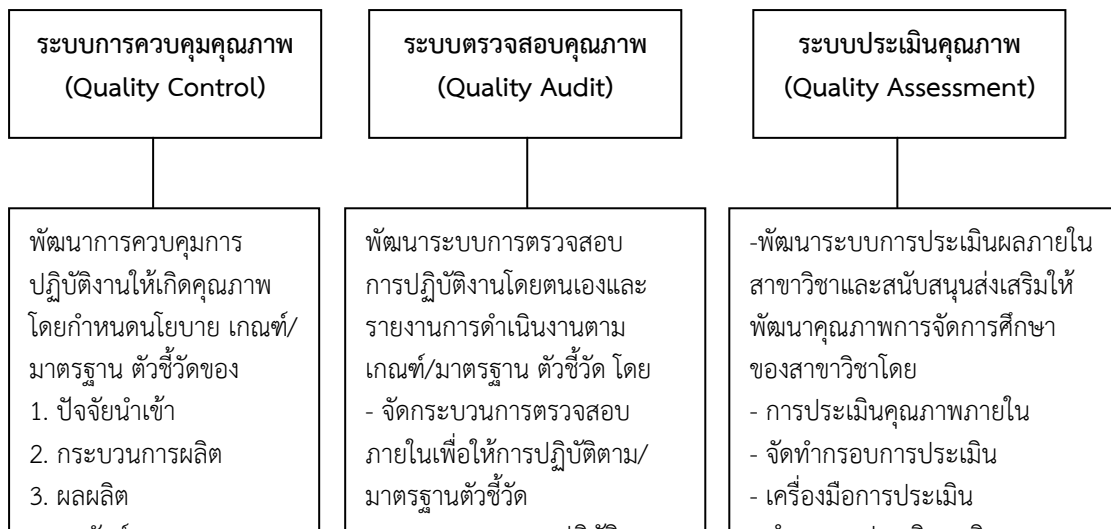 ระบบการควบคุมคุณภาพ
(Quality Control)
พัฒนาการควบคุมการ
ปฏิบัติงานให้เกิดคุณภาพ
โดยกำหนดนโยบาย เกณฑ์/
มาตรฐาน ตัวชี้วัดของ
1. ปัจจัยนำเข้า
2. กระบวนการผลิต
3. ผลผลิต
ระบบตรวจสอบคุณภาพ
(Quality Audit)
พัฒนาระบบการตรวจสอบ
การปฏิบัติงานโดยตนเองและ
รายงานการดำเนินงานตาม
เกณฑ์/มาตรฐาน ตัวชี้วัด โดย
- จัดกระบวนการตรวจสอบ
ภายในเพื่อให้การปฏิบัติตาม/
มาตรฐานตัวชี้วัด
ระบบประเมินคุณภาพ
(Quality Assessment)
-พัฒนาระบบการประเมินผลภายใน
สาขาวิชาและสนับสนุนส่งเสริมให้
พัฒนาคุณภาพการจัดการศึกษา
ของสาขาวิชาโดย
- การประเมินคุณภาพภายใน
- จัดทำกรอบการประเมิน
- เครื่องมือการประเมิน